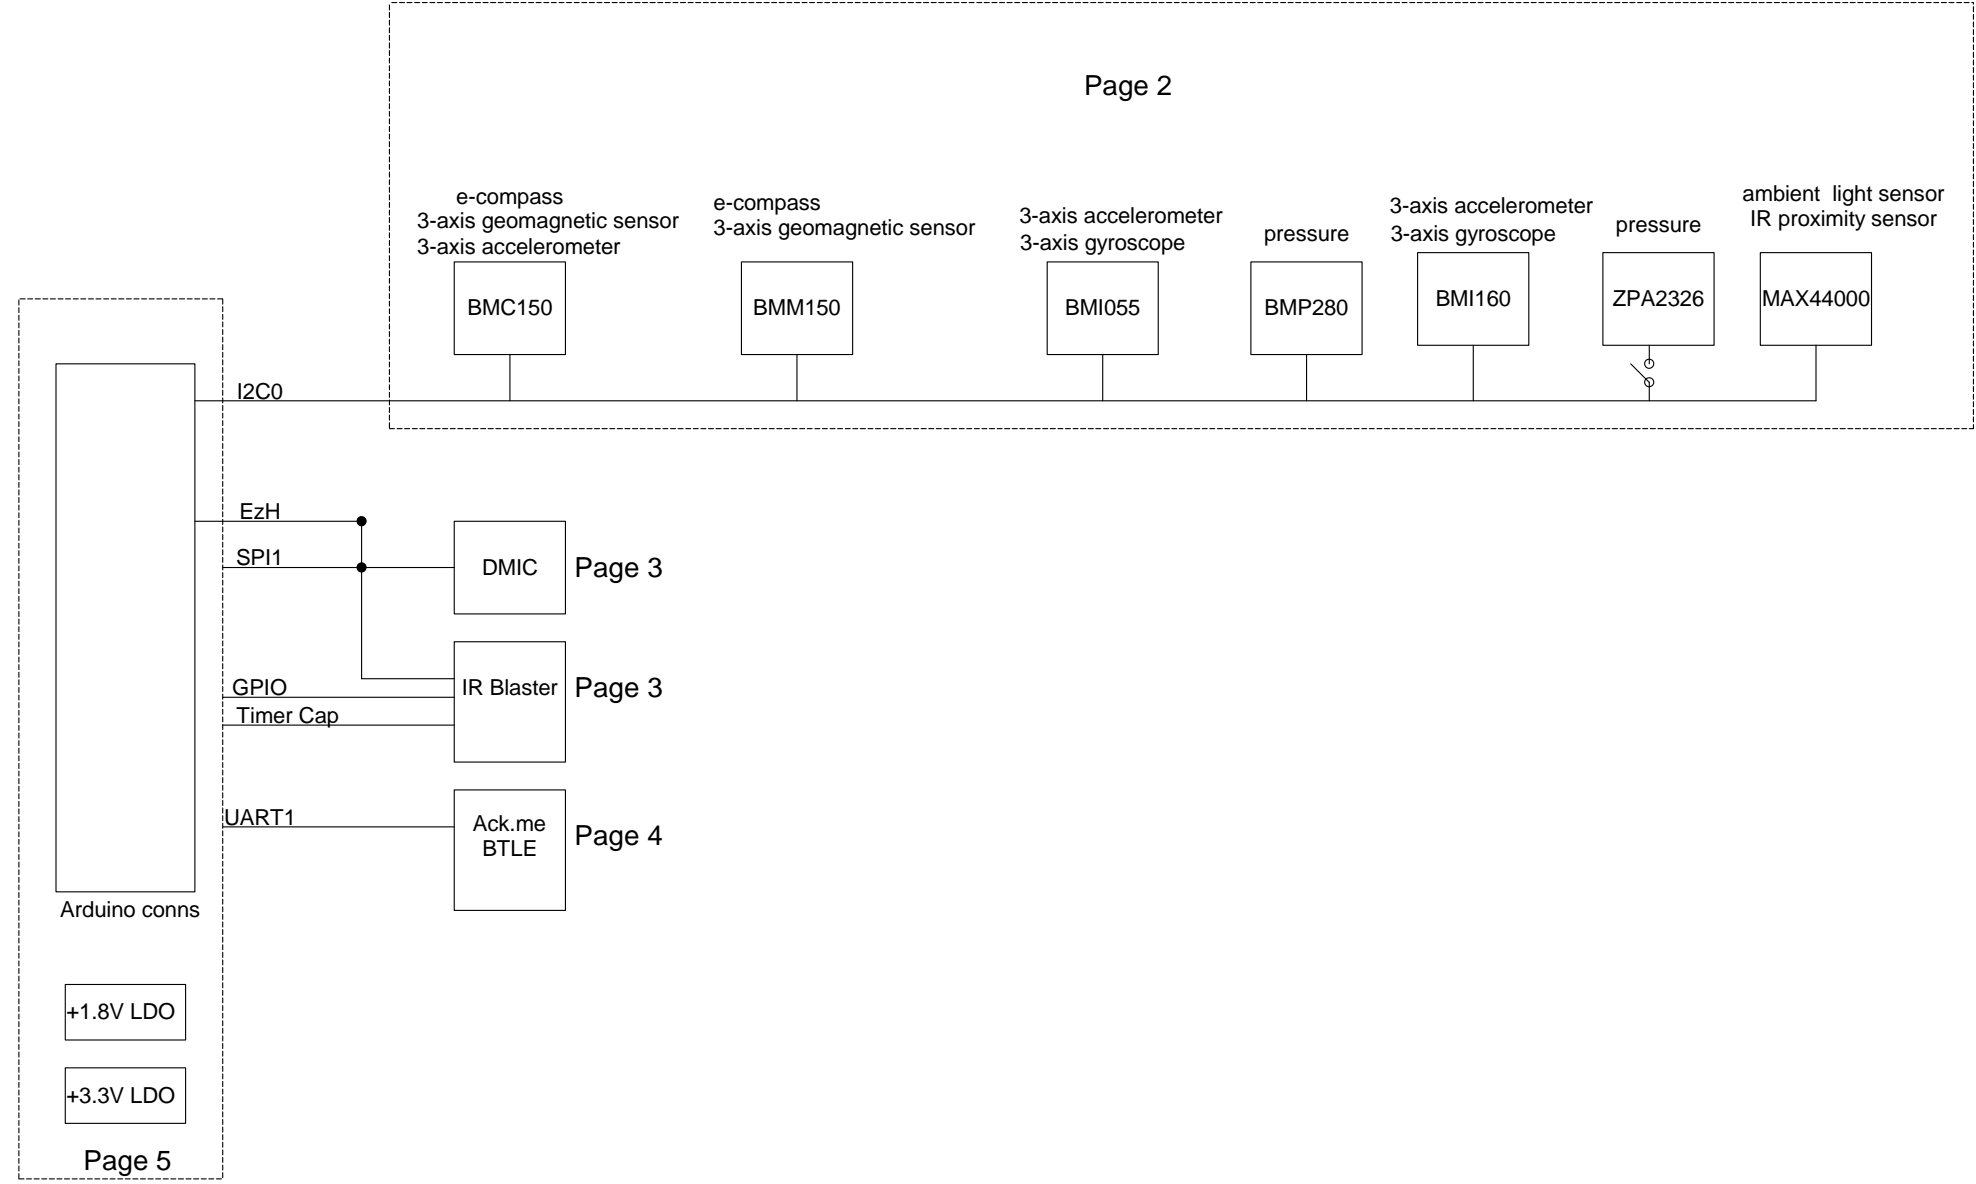 Page 2
e-compass
3-axis geomagnetic sensor
3-axis accelerometer
BMC150
e-compass
3-axis geomagnetic sensor
BMM150
3-axis accelerometer
3-axis gyroscope
BMI055
pressure
BMP280
3-axis accelerometer
3-axis gyroscope
BMI160
pressure
ZPA2326
ambient light sensor
IR proximity sensor
MAX44000
I2C0
EzH
SPI1
DMIC
Page 3
GPIO
Timer Cap
IR Blaster
Page 3
UART1
Ack.me
BTLE
Page 4
Arduino conns
+1.8V LDO
+3.3V LDO
Page 5